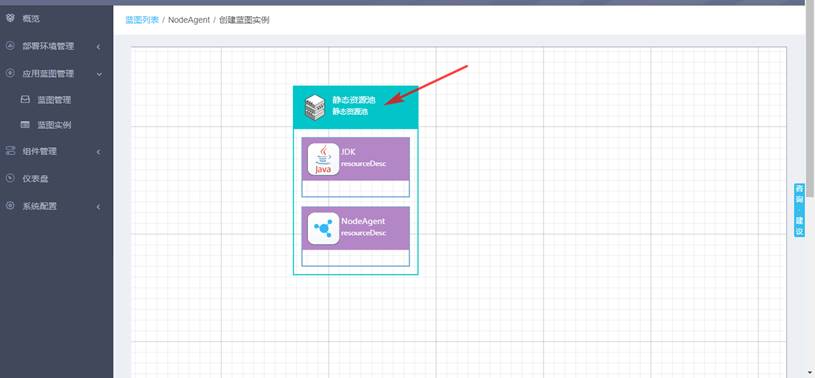 概览
部署环境管理
应用蓝图管理
蓝图管理
蓝图实例
组件管理
仪表盘
系统配置
蓝图列表 / NodeAgent / 创建蓝图实例
静态资源池
静态资源池
JDK
resourceDesc
Java
NodeAgent
resourceDesc
咨询·建议